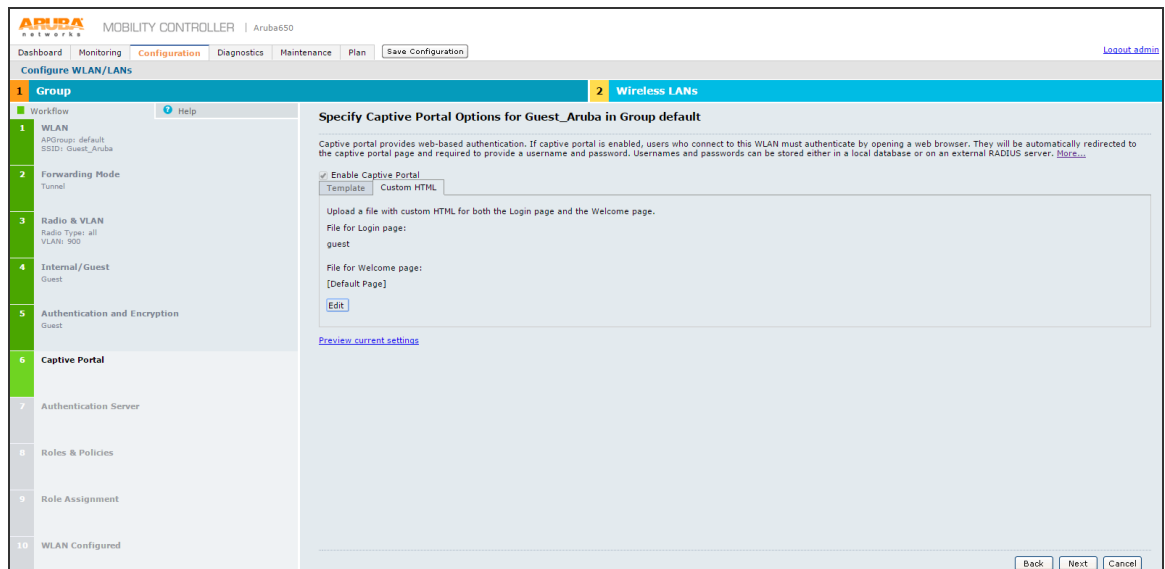 ARUBA networks MOBILITY CONTROLLER | Aruba650
Dashboard Monitoring Configuration Diagnostics Maintenance Plan Save Configuration Logout admin
Configure WLAN/LANs
1 Group 2 Wireless LANs
Workflow ? Help
1 WLAN
APGroup: default
SSID: Guest_Aruba
2 Forwarding Mode
Tunnel
3 Radio & VLAN
Radio Type: all
VLAN: 900
4 Internal/Guest
Guest
5 Authentication and Encryption
Guest
6 Captive Portal
7 Authentication Server
8 Roles & Policies
9 Role Assignment
10 WLAN Configured
Specify Captive Portal Options for Guest_Aruba in Group default
Captive portal provides web-based authentication. If captive portal is enabled, users who connect to this WLAN must authenticate by opening a web browser. They will be automatically redirected to
the captive portal page and required to provide a username and password. Usernames and passwords can be stored either in a local database or on an external RADIUS server. More...
Enable Captive Portal
Template Custom HTML
Upload a file with custom HTML for both the Login page and the Welcome page.
File for Login page:
guest
File for Welcome page:
[Default Page]
Edit
Preview current settings
Back Next Cancel